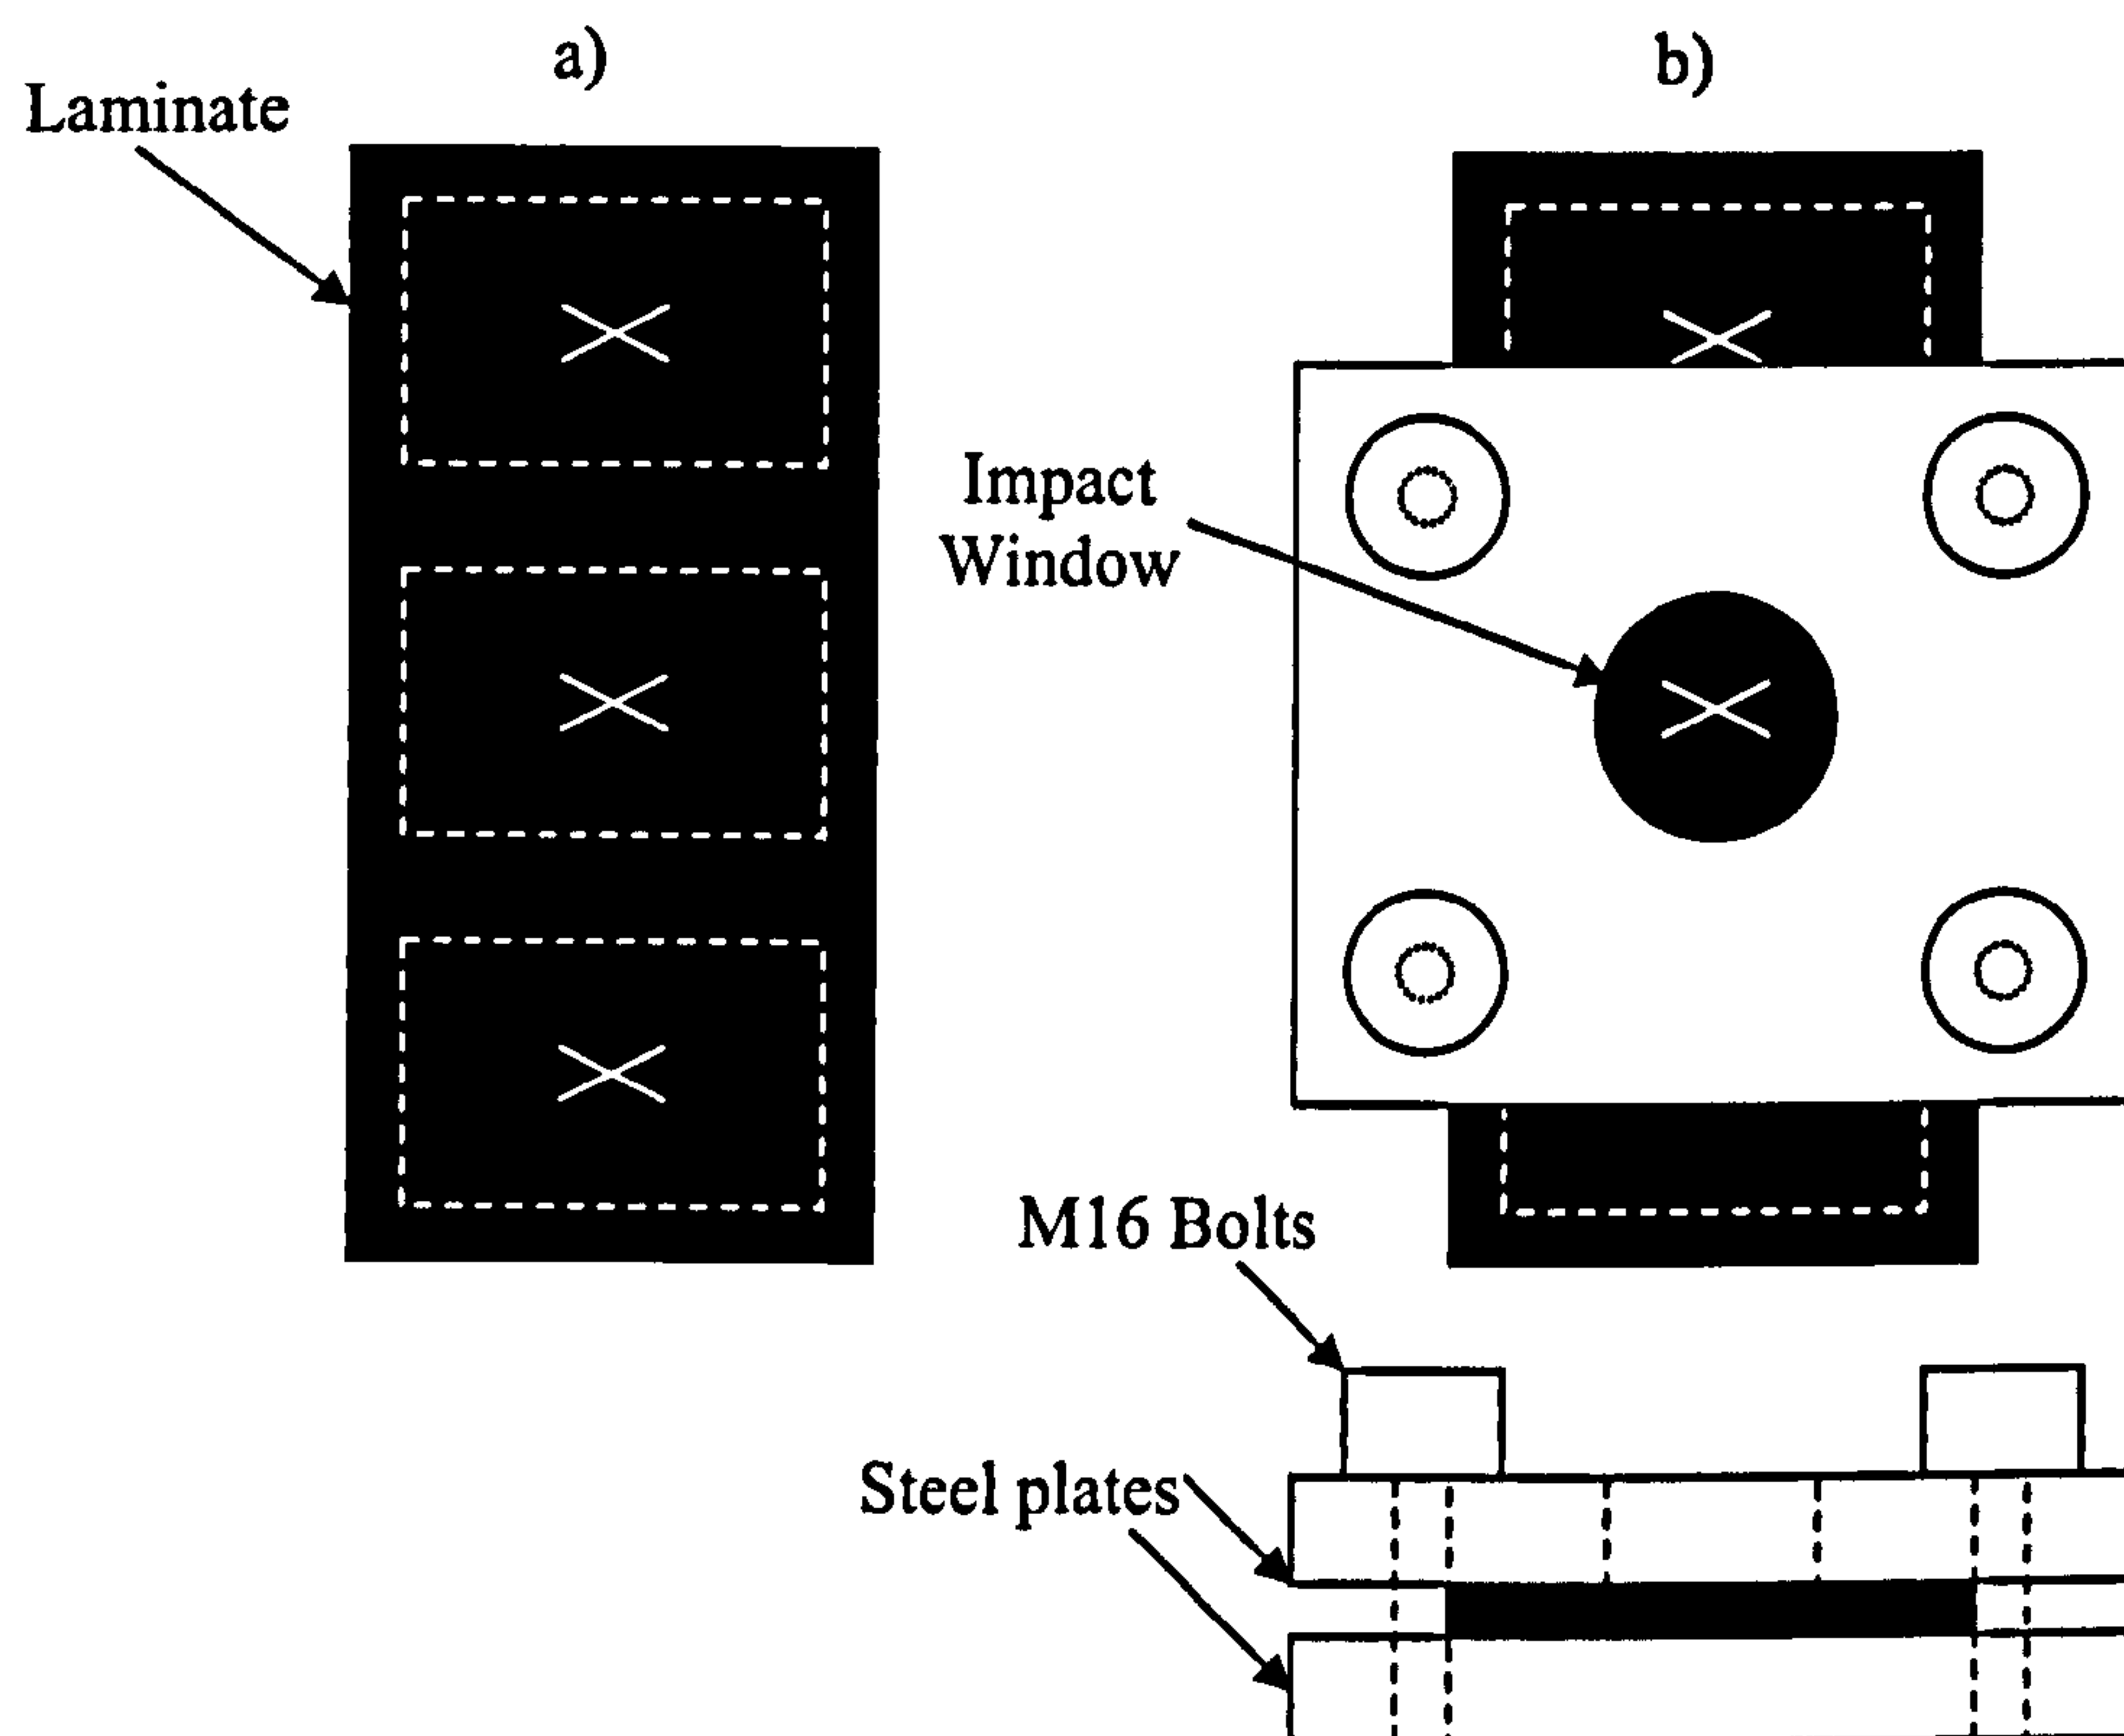 a)
b)
Laminate
Impact
Window
M16 Bolts
Steel plates